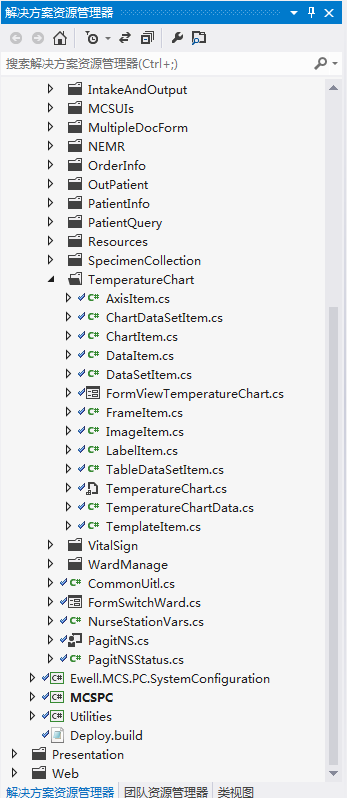 解决方案资源管理器
搜索解决方案资源管理器(Ctrl+;)
IntakeAndOutput
MCSUIs
MultipleDocForm
NEMR
OrderInfo
OutPatient
PatientInfo
PatientQuery
Resources
SpecimenCollection
TemperatureChart
C# AxisItem.cs
C# ChartDataSetItem.cs
C# ChartItem.cs
C# DataItem.cs
C# DataSetItem.cs
FormViewTemperatureChart.cs
C# FrameItem.cs
C# ImageItem.cs
C# LabelItem.cs
C# TableDataSetItem.cs
TemperatureChart.cs
C# TemperatureChartData.cs
C# TemplateItem.cs
VitalSign
WardManage
C# CommonUitl.cs
FormSwitchWard.cs
C# NurseStationVars.cs
PagitNS.cs
C# PagitNSStatus.cs
C# Ewell.MCS.PC.SystemConfiguration
C# MCSPC
C# Utilities
Deploy.build
Presentation
Web
解决方案资源管理器 团队资源管理器 类视图